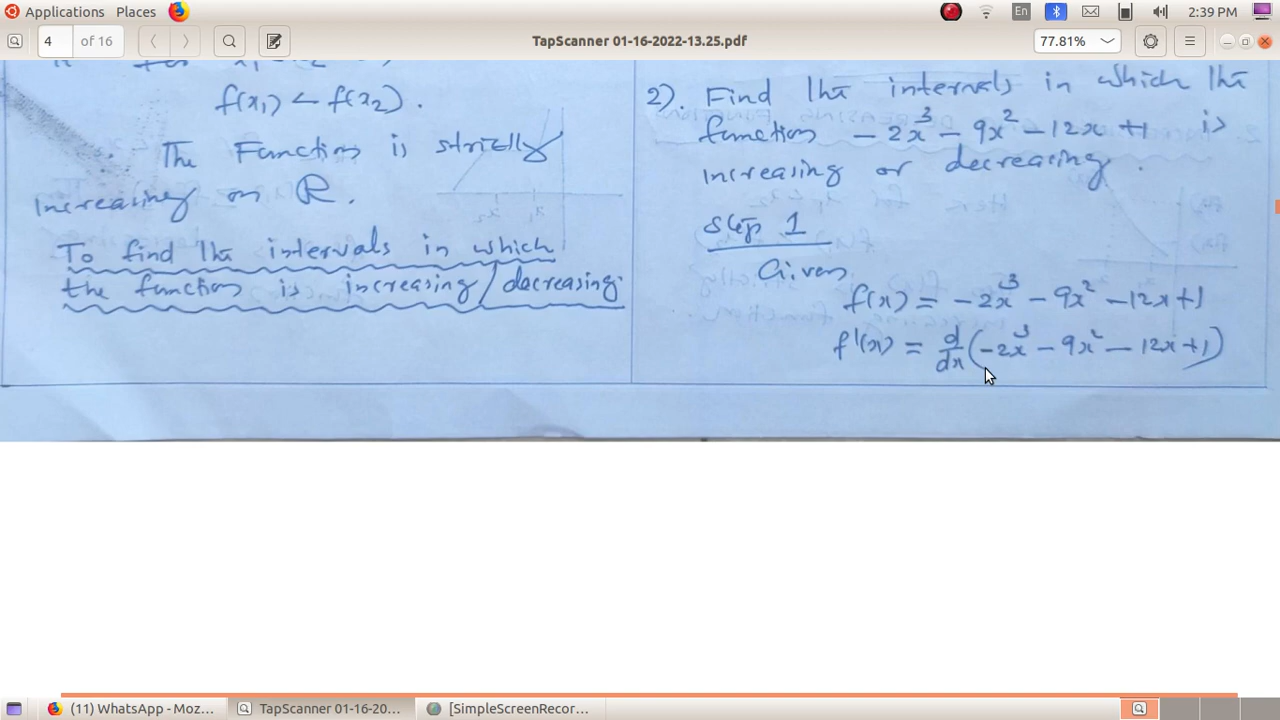 Applications Places
En
2:39 PM
4 of 16
TapScanner 01-16-2022-13.25.pdf
77.81%
f(x₁) < f(x₂).
∴ The Function is strictly
increasing on R.
To find the intervals in which
the function is increasing/decreasing.
2). Find the intervals in which the
function -2x³ - 9x² - 12x + 1 is
increasing or decreasing.
Step 1
Given
f(x) = -2x³ - 9x² - 12x + 1
f'(x) = d/dx (-2x³ - 9x² - 12x + 1)
(11) WhatsApp - Moz...
TapScanner 01-16-20...
[SimpleScreenRecor...